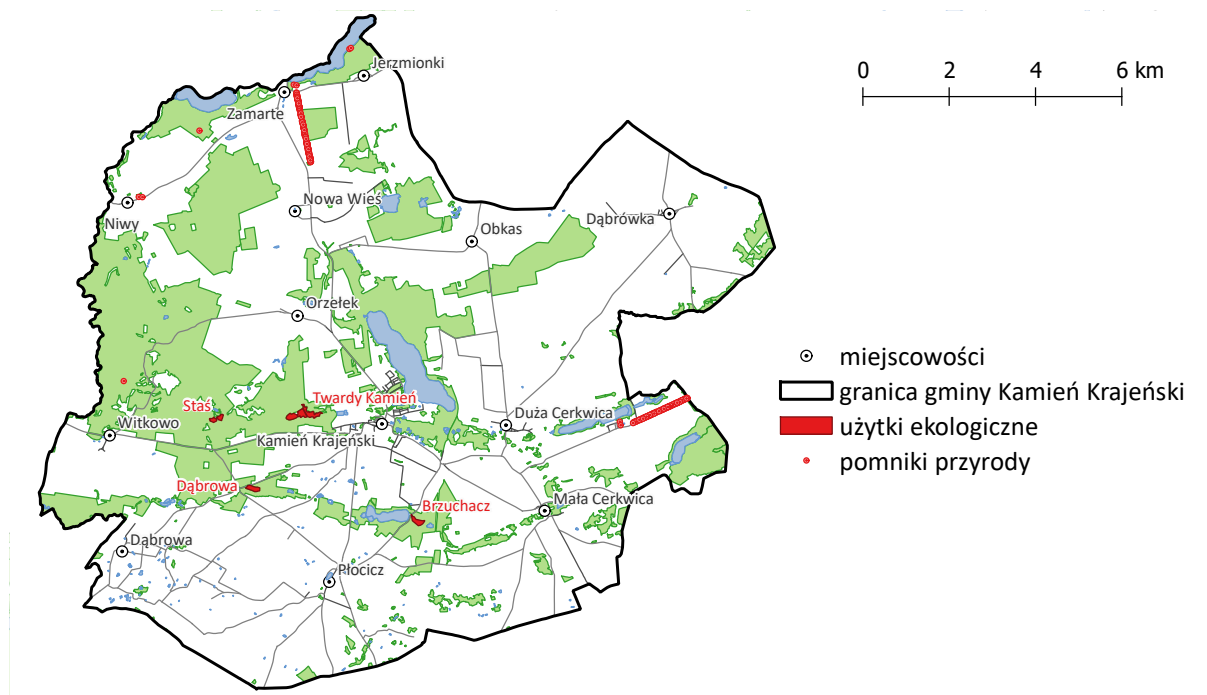 Jerzmionki
0 2 4 6 km
Zamarte
Nowa Wieś
Dąbrówka
Niwy
Obkas
Orzełek
miejscowości
granica gminy Kamień Krajeński
Twardy Kamień
Staś
Duża Cerkwica
Witkowo
użytki ekologiczne
Kamień Krajeński
pomniki przyrody
Dąbrowa
Brzuchacz
Mała Cerkwica
Dąbrowa
Płocicz